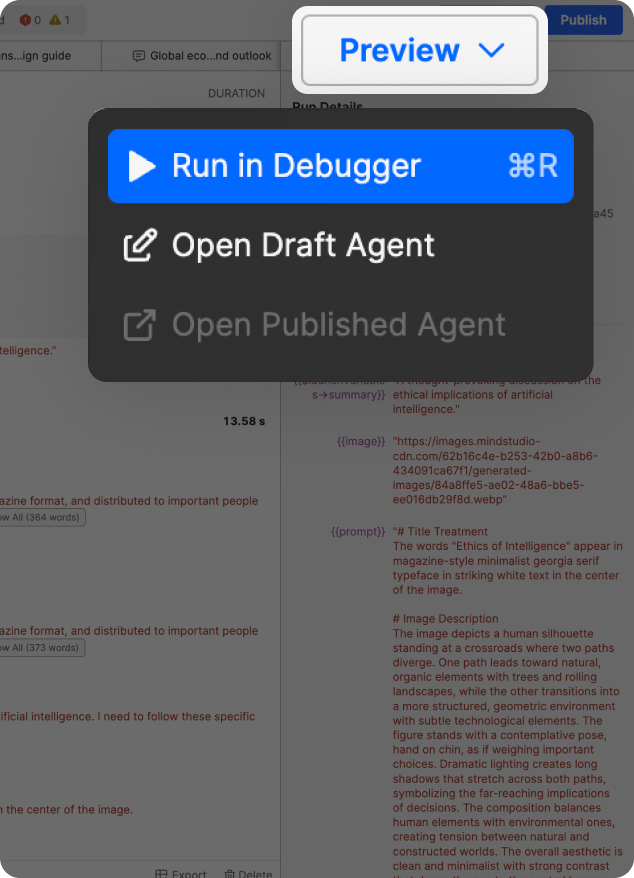 0 1
Publish
Preview
ns...ign guide
Global eco...nd outlook
DURATION
Run Details
Run in Debugger ⌘R
Open Draft Agent
Open Published Agent
a45
telligence."
s→summary}}
ethical implications of artificial
intelligence."
13.58 s
{{image}} "https://images.mindstudio-
cdn.com/62b16c4e-b253-42b0-a8b6-
434091ca67f1/generated-
images/84a8ffe5-ae02-48a6-bbe5-
ee016db29f8d.webp"
azine format, and distributed to important people
ow All (364 words)
{{prompt}} "# Title Treatment
The words "Ethics of Intelligence" appear in
magazine-style minimalist georgia serif
typeface in striking white text in the center
of the image.
# Image Description
The image depicts a human silhouette
standing at a crossroads where two paths
diverge. One path leads toward natural,
organic elements with trees and rolling
landscapes, while the other transitions into
a more structured, geometric environment
with subtle technological elements. The
figure stands with a contemplative pose,
hand on chin, as if weighing important
choices. Dramatic lighting creates long
shadows that stretch across both paths,
symbolizing the far-reaching implications
of decisions. The composition balances
human elements with environmental ones,
creating tension between natural and
constructed worlds. The overall aesthetic is
clean and minimalist with strong contrast
azine format, and distributed to important people
ow All (373 words)
ificial intelligence. I need to follow these specific
n the center of the image.
Export Delete